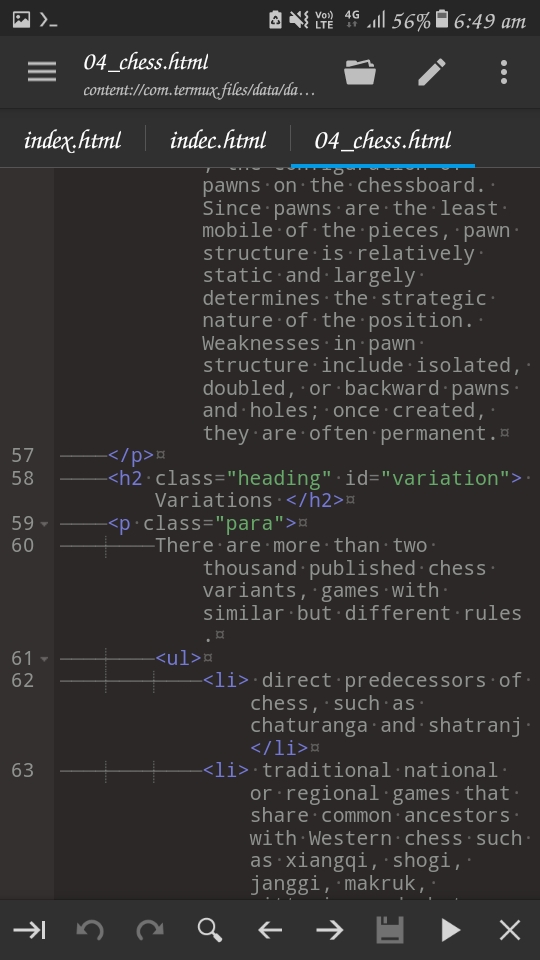 Vo))
LTE 4G 56% 6:49 am
04_chess.html
content://com.termux.files/data/da…
index.html indec.html 04_chess.html
, the configuration of
pawns on the chessboard.
Since pawns are the least
mobile of the pieces, pawn
structure is relatively
static and largely
determines the strategic
nature of the position.
Weaknesses in pawn
structure include isolated,
doubled, or backward pawns
and holes; once created,
they are often permanent.¤
57 </p>¤
58 <h2 class="heading" id="variation">
Variations </h2>¤
59 <p class="para">¤
60 There are more than two
thousand published chess
variants, games with
similar but different rules
.¤
61 <ul>¤
62 <li> direct predecessors of
chess, such as
chaturanga and shatranj
</li>¤
63 <li> traditional national
or regional games that
share common ancestors
with Western chess such
as xiangqi, shogi,
janggi, makruk,